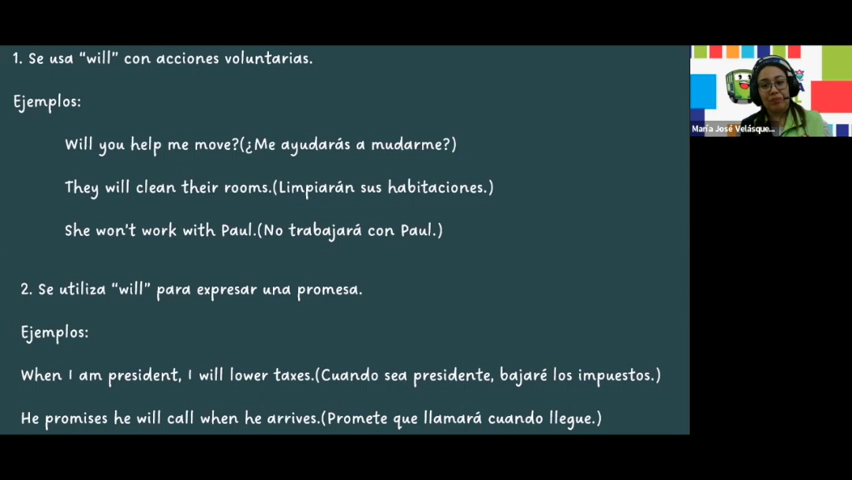 1. Se usa “will” con acciones voluntarias.
Ejemplos:
Will you help me move?(¿Me ayudarás a mudarme?)
They will clean their rooms.(Limpiarán sus habitaciones.)
She won't work with Paul.(No trabajará con Paul.)
2. Se utiliza “will” para expresar una promesa.
Ejemplos:
When I am president, I will lower taxes.(Cuando sea presidente, bajaré los impuestos.)
He promises he will call when he arrives.(Promete que llamará cuando llegue.)
María José Velásque...